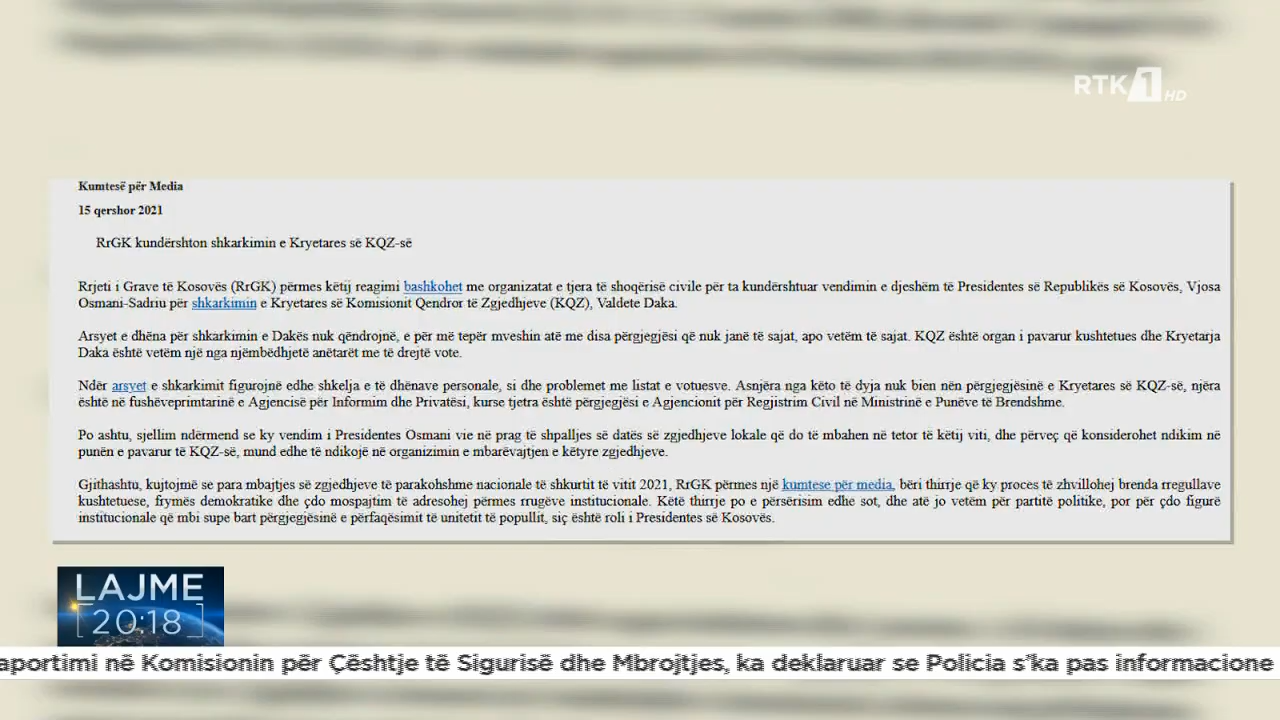 RTK 1 HD
Kumtesë për Media
15 qershor 2021
RrGK kundërshton shkarkimin e Kryetares së KQZ-së
Rrjeti i Grave të Kosovës (RrGK) përmes këtij reagimi bashkohet me organizatat e tjera të shoqërisë civile për ta kundërshtuar vendimin e djeshëm të Presidentes së Republikës së Kosovës, Vjosa
Osmani-Sadriu për shkarkimin e Kryetares së Komisionit Qendror të Zgjedhjeve (KQZ), Valdete Daka.
Arsyet e dhëna për shkarkimin e Dakës nuk qëndrojnë, e për më tepër mveshin atë me disa përgjegjësi që nuk janë të sajat, apo vetëm të sajat. KQZ është organ i pavarur kushtetues dhe Kryetarja
Daka është vetëm një nga njëmbëdhjetë anëtarët me të drejtë vote.
Ndër arsyet e shkarkimit figurojnë edhe shkelja e të dhënave personale, si dhe problemet me listat e votuesve. Asnjëra nga këto të dyja nuk bien nën përgjegjësinë e Kryetares së KQZ-së, njëra
është në fushëveprimtarinë e Agjencisë për Informim dhe Privatësi, kurse tjetra është përgjegjësi e Agjencionit për Regjistrim Civil në Ministrinë e Punëve të Brendshme.
Po ashtu, sjellim ndërmend se ky vendim i Presidentes Osmani vie në prag të shpalljes së datës së zgjedhjeve lokale që do të mbahen në tetor të këtij viti, dhe përveç që konsiderohet ndikim në
punën e pavarur të KQZ-së, mund edhe të ndikojë në organizimin e mbarëvajtjen e këtyre zgjedhjeve.
Gjithashtu, kujtojmë se para mbajtjes së zgjedhjeve të parakohshme nacionale të shkurtit të vitit 2021, RrGK përmes një kumtese për media, bëri thirrje që ky proces të zhvillohej brenda rregullave
kushtetuese, frymës demokratike dhe çdo mospajtim të adresohej përmes rrugëve institucionale. Këtë thirrje po e përsërisim edhe sot, dhe atë jo vetëm për partitë politike, por për çdo figurë
institucionale që mbi supe bart përgjegjësinë e përfaqësimit të unitetit të popullit, siç është roli i Presidentes së Kosovës.
LAJME
20:18
aportimi në Komisionin për Çështje të Sigurisë dhe Mbrojtjes, ka deklaruar se Policia s'ka pas informacione